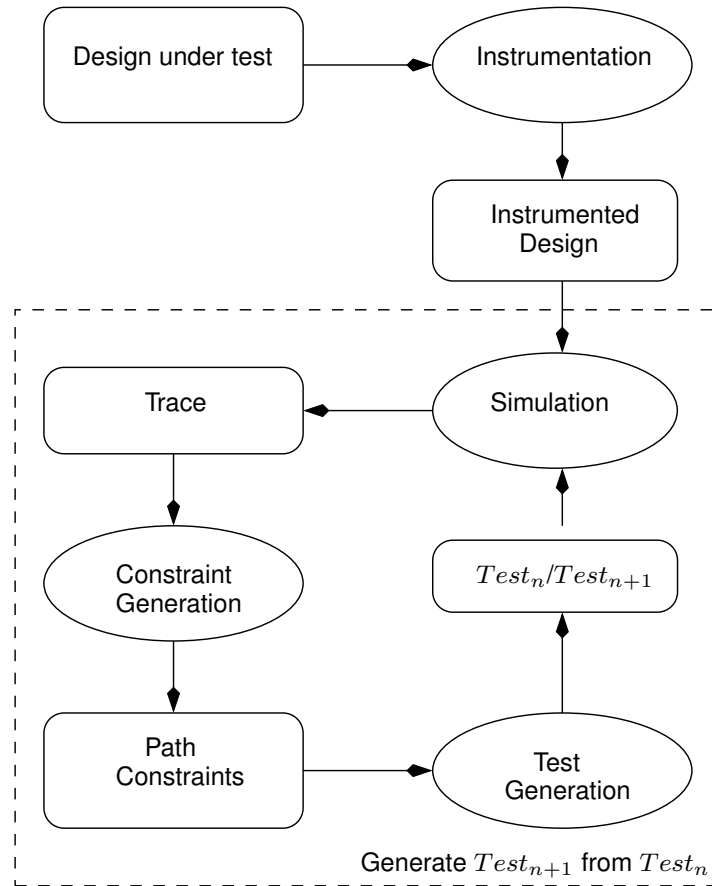 Design under test
Instrumentation
Instrumented
Design
Trace
Simulation
Constraint
Generation
Test_n/Test_{n+1}
Path
Constraints
Test
Generation
Generate Test_{n+1} from Test_n